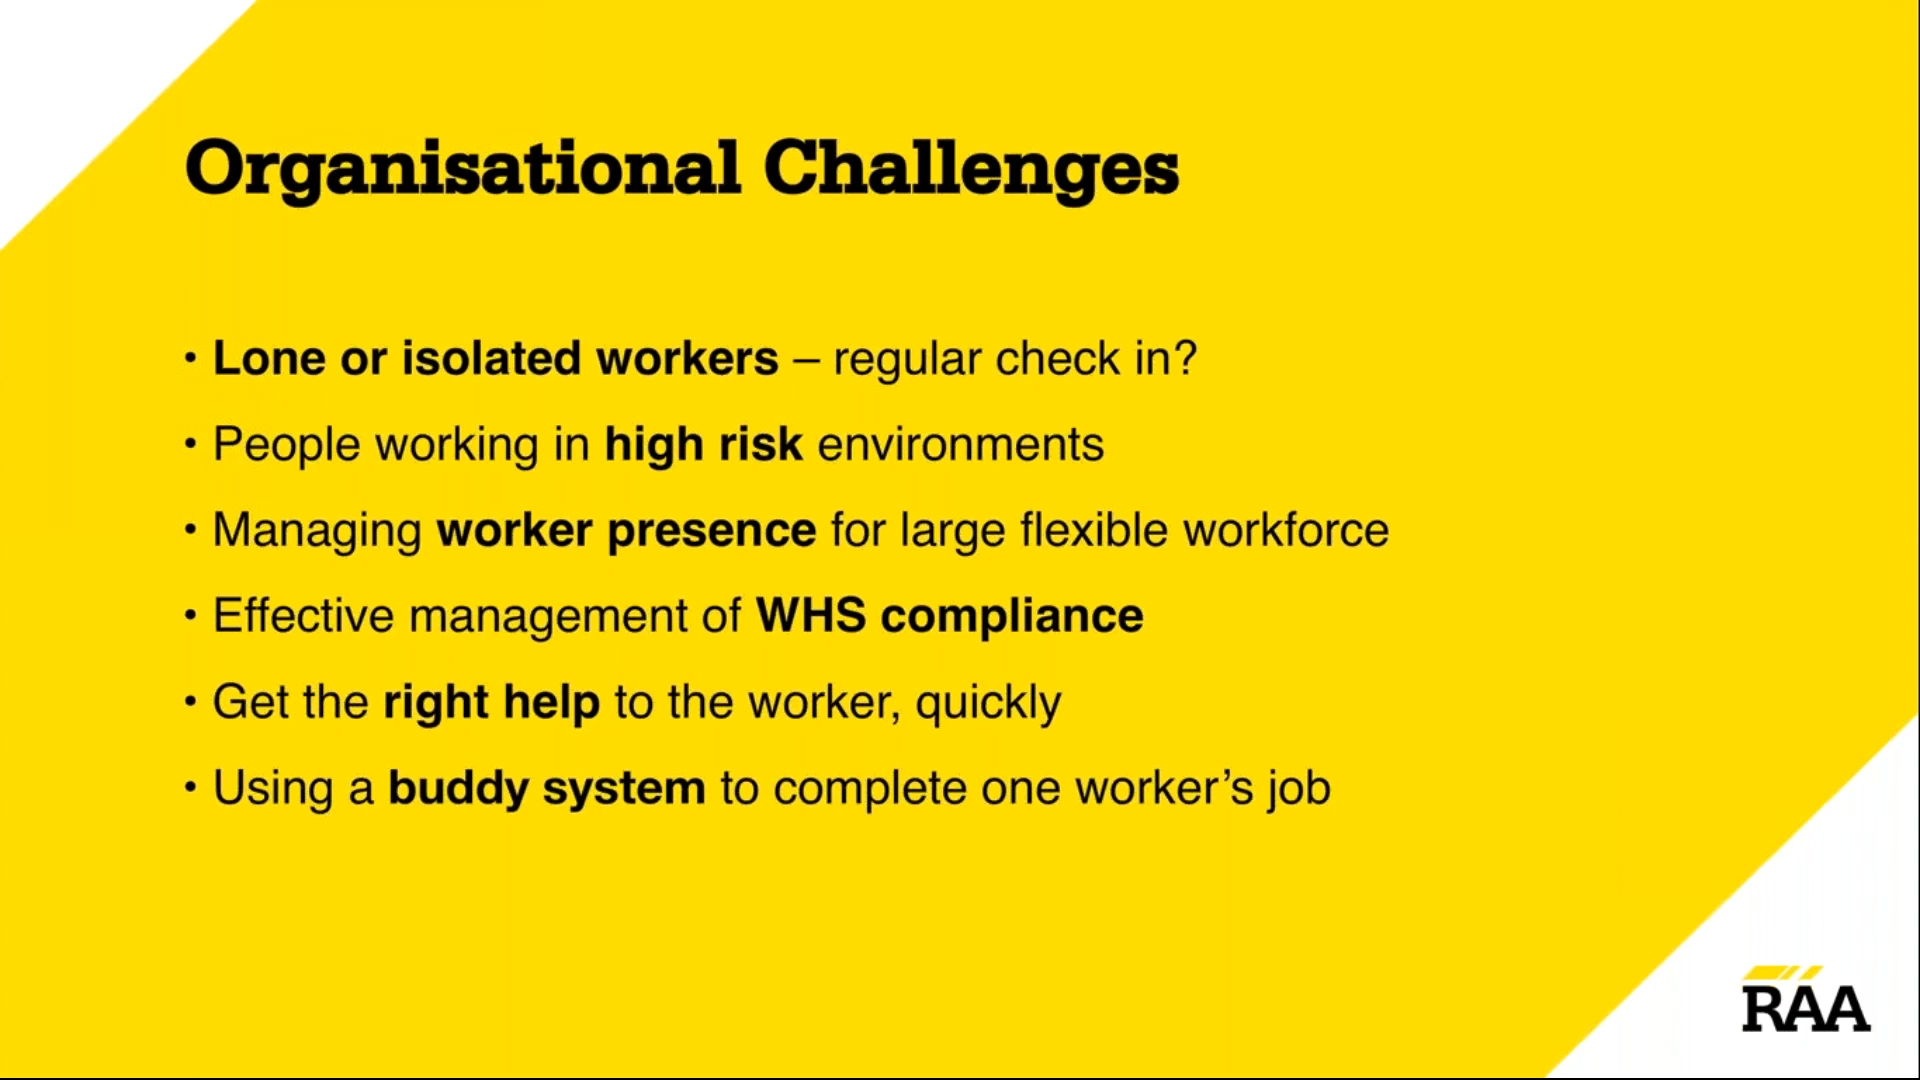 Organisational Challenges
• Lone or isolated workers – regular check in?
• People working in high risk environments
• Managing worker presence for large flexible workforce
• Effective management of WHS compliance
• Get the right help to the worker, quickly
• Using a buddy system to complete one worker’s job
RAA